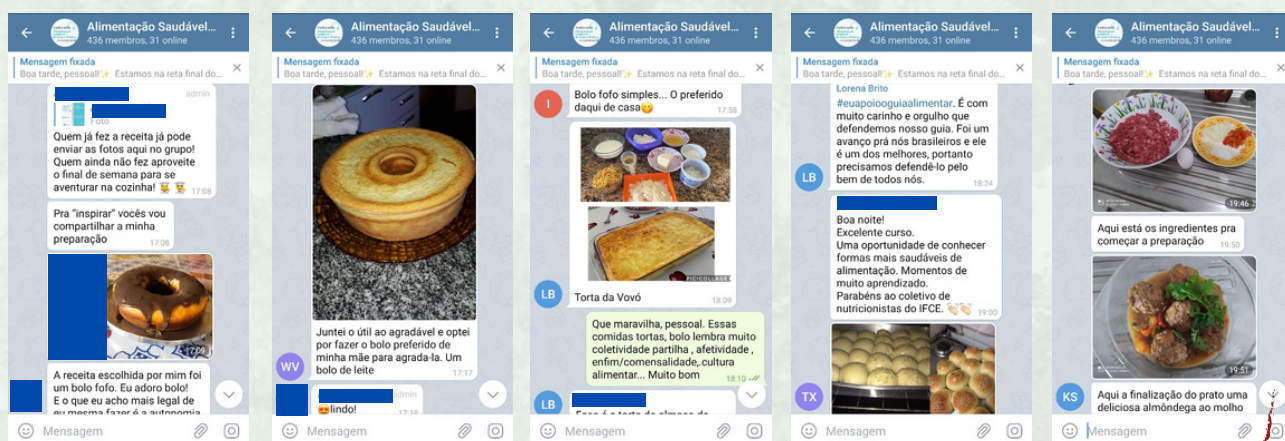 Alimentação Saudável...
436 membros, 31 online
Mensagem fixada
Boa tarde, pessoal!✨ Estamos na reta final do...
admin
Foto
Quem já fez a receita já pode
enviar as fotos aqui no grupo!
Quem ainda não fez aproveite
o final de semana para se
aventurar na cozinha!
17:08
Pra “inspirar” vocês vou
compartilhar a minha
preparação
17:08
17:09
A receita escolhida por mim foi
um bolo fofo. Eu adoro bolo!
E o que eu acho mais legal de
eu mesma fazer é a autonomia
Mensagem
Alimentação Saudável...
436 membros, 31 online
Mensagem fixada
Boa tarde, pessoal!✨ Estamos na reta final do...
Juntei o útil ao agradável e optei
por fazer o bolo preferido de
minha mãe para agrada-la. Um
bolo de leite
17:17
WV
admin
😍lindo!
17:18
Mensagem
Alimentação Saudável...
436 membros, 31 online
Mensagem fixada
Boa tarde, pessoal!✨ Estamos na reta final do...
Bolo fofo simples... O preferido
daqui de casa😋
17:58
I
PICCOLLAGE
Torta da Vovó
18:09
LB
Que maravilha, pessoal. Essas
comidas tortas, bolo lembra muito
coletividade partilha , afetividade ,
enfim/comensalidade,.cultura
alimentar... Muito bom
18:10
LB
Mensagem
Alimentação Saudável...
436 membros, 31 online
Mensagem fixada
Boa tarde, pessoal!✨ Estamos na reta final do...
Lorena Brito
#euapoiooguiaalimentar. É com
muito carinho e orgulho que
defendemos nosso guia. Foi um
avanço prá nós brasileiros e ele
é um dos melhores, portanto
precisamos defendê-lo pelo
bem de todos nós.
18:24
LB
Boa noite!
Excelente curso.
Uma oportunidade de conhecer
formas mais saudáveis de
alimentação. Momentos de
muito aprendizado.
Parabéns ao coletivo de
nutricionistas do IFCE. 👏🏻👏🏻
19:00
TX
Mensagem
Alimentação Saudável...
436 membros, 31 online
Mensagem fixada
Boa tarde, pessoal!✨ Estamos na reta final do...
19:46
Aqui está os ingredientes pra
começar a preparação
19:50
19:51
KS
Aqui a finalização do prato uma
deliciosa almôndega ao molho
Mensagem